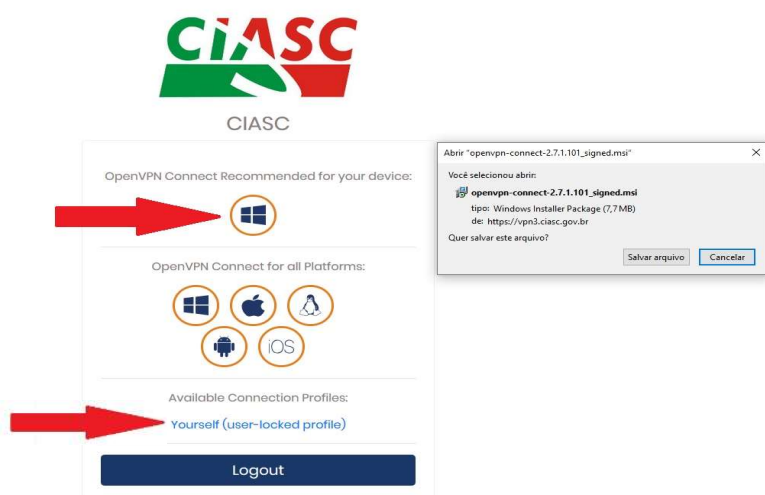 CiASC
CIASC
OpenVPN Connect Recommended for your device:
OpenVPN Connect for all Platforms:
iOS
Available Connection Profiles:
Yourself (user-locked profile)
Logout
Abrir "openvpn-connect-2.7.1.101_signed.msi"
Você selecionou abrir:
openvpn-connect-2.7.1.101_signed.msi
tipo: Windows Installer Package (7,7 MB)
de: https://vpn3.ciasc.gov.br
Quer salvar este arquivo?
Salvar arquivo
Cancelar